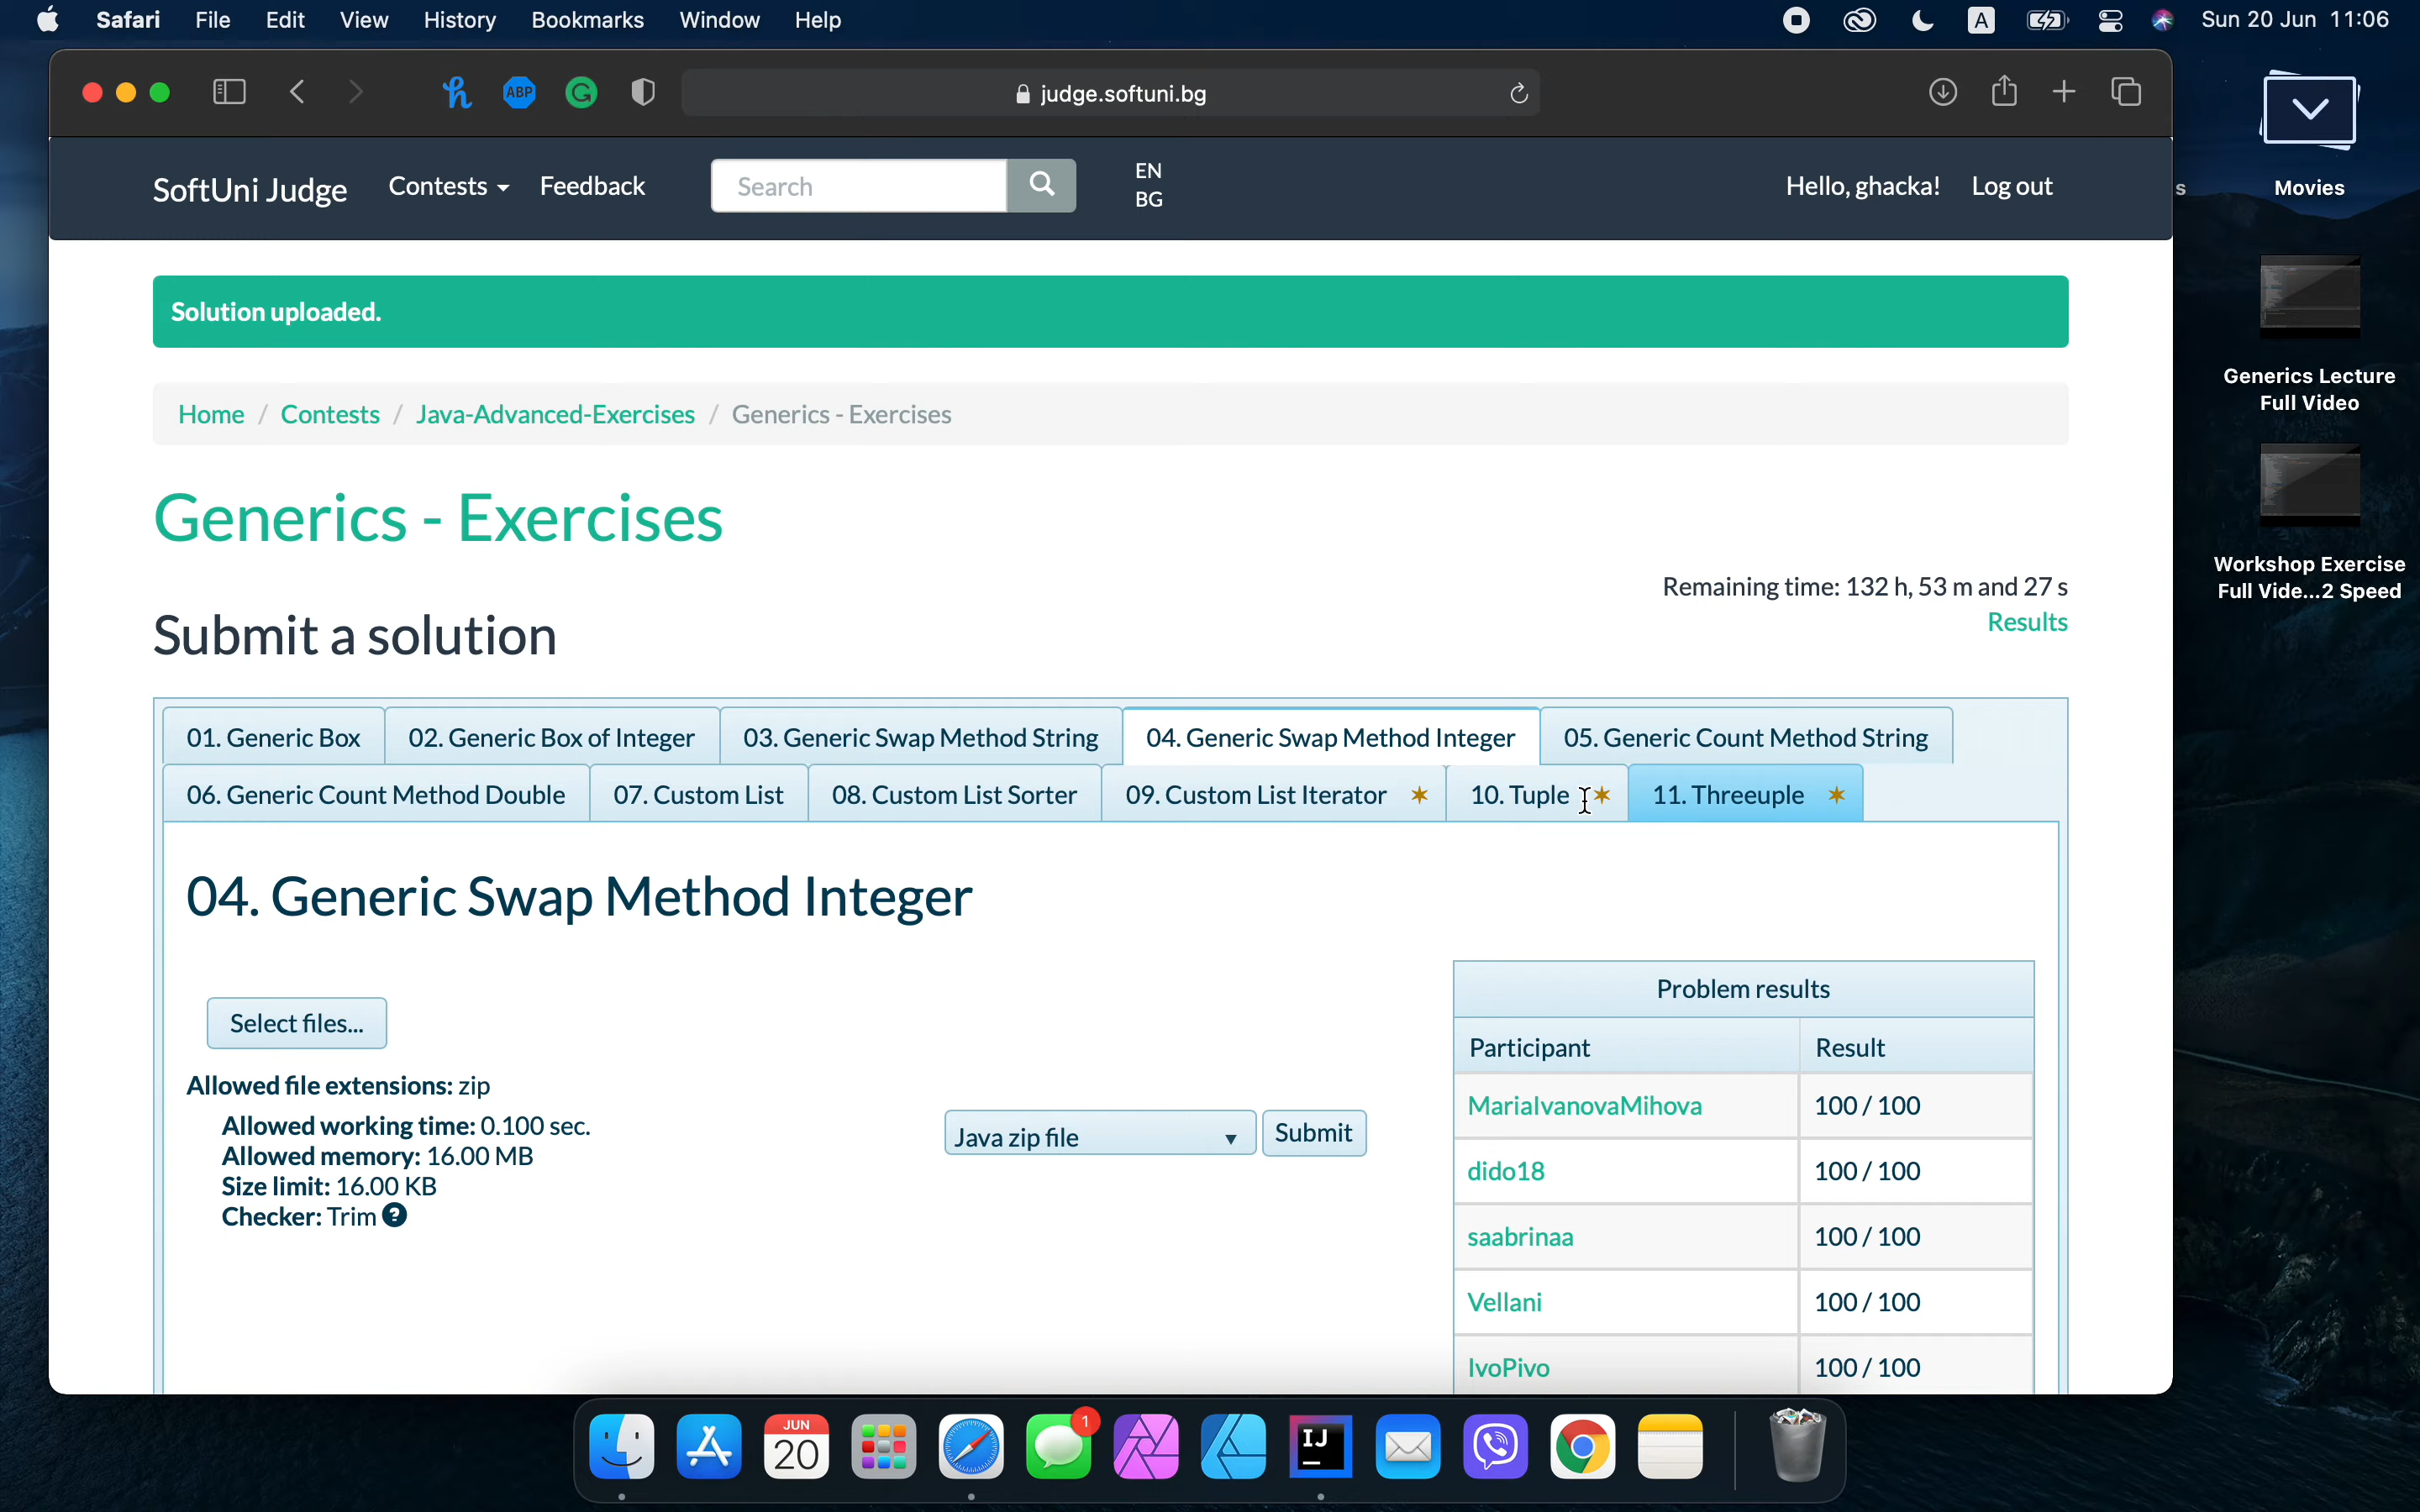 Safari File Edit View History Bookmarks Window Help A Sun 20 Jun 11:06
ABP G judge.softuni.bg
SoftUni Judge Contests Feedback Search EN Hello, ghacka! Log out
BG
s Movies
Solution uploaded.
Generics Lecture
Full Video
Home / Contests / Java-Advanced-Exercises / Generics - Exercises
Generics - Exercises
Workshop Exercise
Full Vide...2 Speed
Remaining time: 132 h, 53 m and 27 s
Results
Submit a solution
01. Generic Box 02. Generic Box of Integer 03. Generic Swap Method String 04. Generic Swap Method Integer 05. Generic Count Method String
06. Generic Count Method Double 07. Custom List 08. Custom List Sorter 09. Custom List Iterator 10. Tuple 11. Threeuple
04. Generic Swap Method Integer
Select files...
Allowed file extensions: zip
Allowed working time: 0.100 sec.
Allowed memory: 16.00 MB
Size limit: 16.00 KB
Checker: Trim ?
Java zip file Submit
Problem results
Participant Result
MariaIvanovaMihova 100 / 100
dido18 100 / 100
saabrinaa 100 / 100
Vellani 100 / 100
IvoPivo 100 / 100
JUN
20
1
IJ